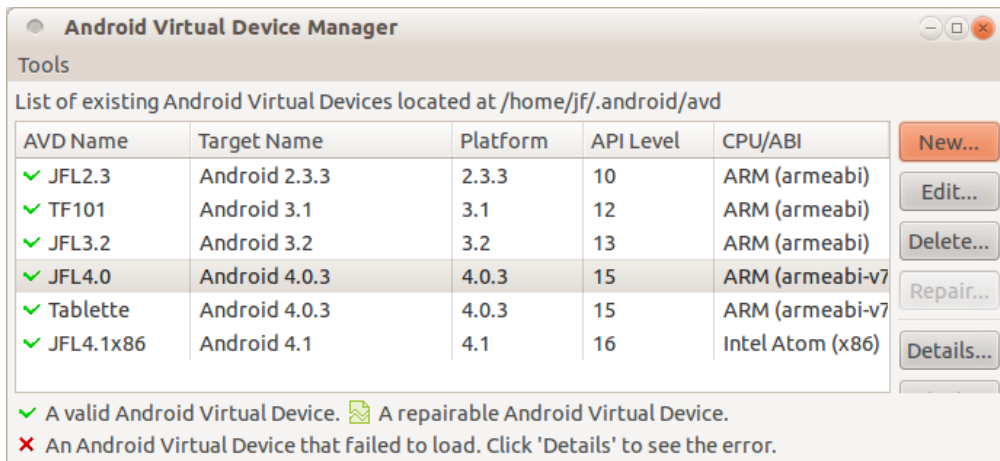 Android Virtual Device Manager
Tools
List of existing Android Virtual Devices located at /home/jf/.android/avd
AVD Name Target Name Platform API Level CPU/ABI
JFL2.3 Android 2.3.3 2.3.3 10 ARM (armeabi)
TF101 Android 3.1 3.1 12 ARM (armeabi)
JFL3.2 Android 3.2 3.2 13 ARM (armeabi)
JFL4.0 Android 4.0.3 4.0.3 15 ARM (armeabi-v7
Tablette Android 4.0.3 4.0.3 15 ARM (armeabi-v7
JFL4.1x86 Android 4.1 4.1 16 Intel Atom (x86)
New...
Edit...
Delete...
Repair...
Details...
A valid Android Virtual Device. A repairable Android Virtual Device.
An Android Virtual Device that failed to load. Click 'Details' to see the error.